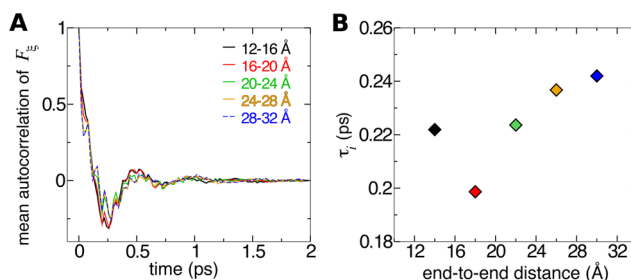 A
mean autocorrelation of Fξ
1
0.5
0
0
0.5
1
1.5
2
time (ps)
12-16 Å
16-20 Å
20-24 Å
24-28 Å
28-32 Å
B
τi (ps)
0.26
0.24
0.22
0.2
0.18
12 16 20 24 28 32
end-to-end distance (Å)